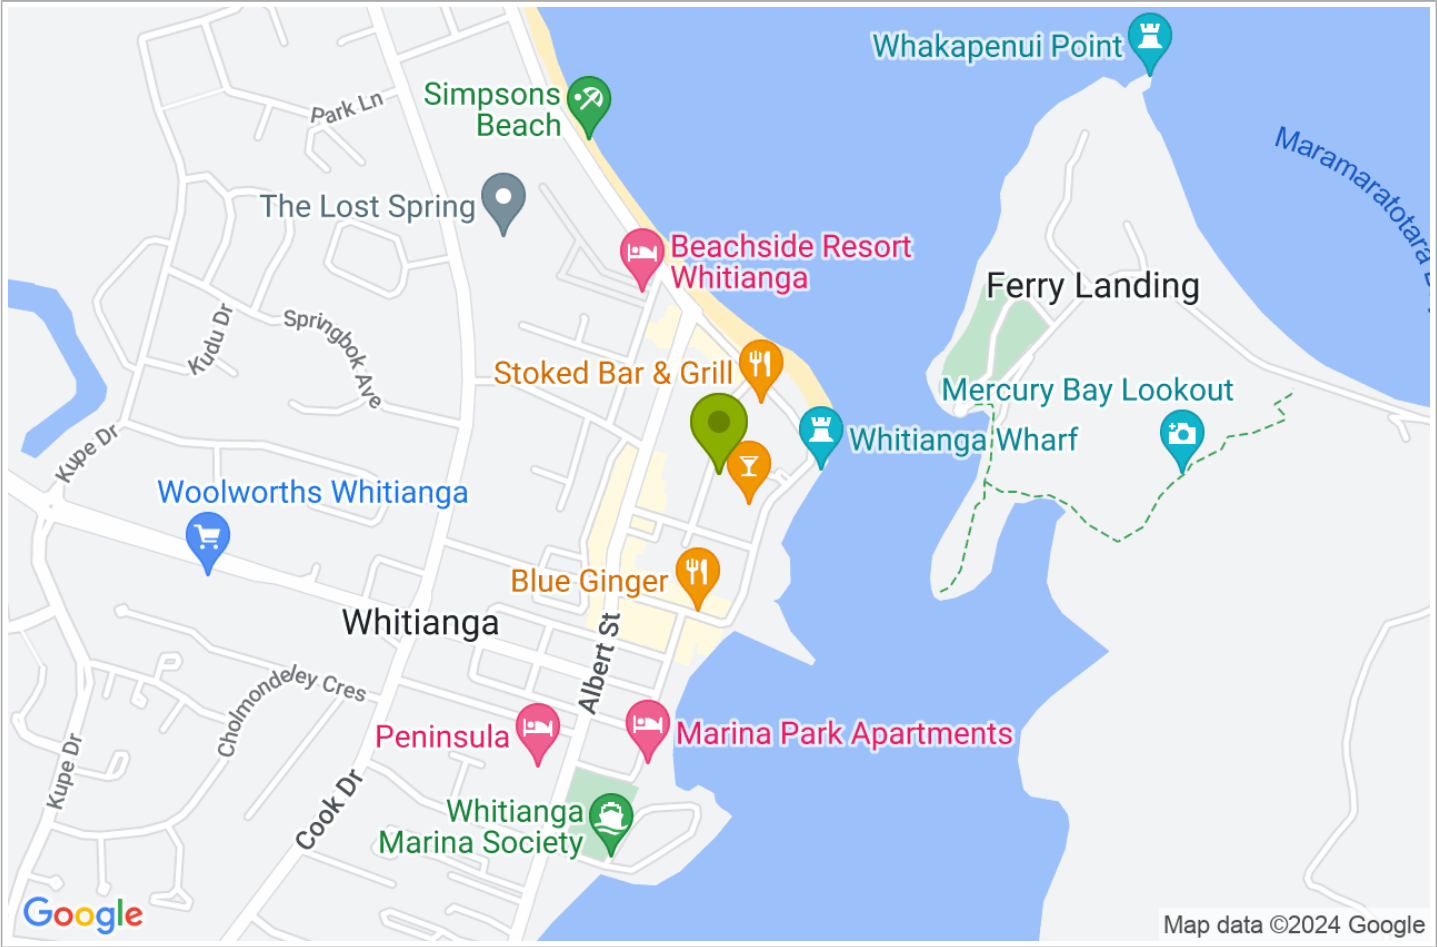 Whakapenui Point
Simpsons
Beach
Park Ln
Maramaratotara
The Lost Spring
Beachside Resort
Whitianga
Ferry Landing
Kudu Dr
Springbok Ave
Stoked Bar & Grill
Mercury Bay Lookout
Kupe Dr
Whitianga Wharf
Woolworths Whitianga
Blue Ginger
Whitianga
Albert St
Cholmondeley Cres
Peninsula
Marina Park Apartments
Kupe Dr
Cook Dr
Whitianga
Marina Society
Google
Map data ©2024 Google